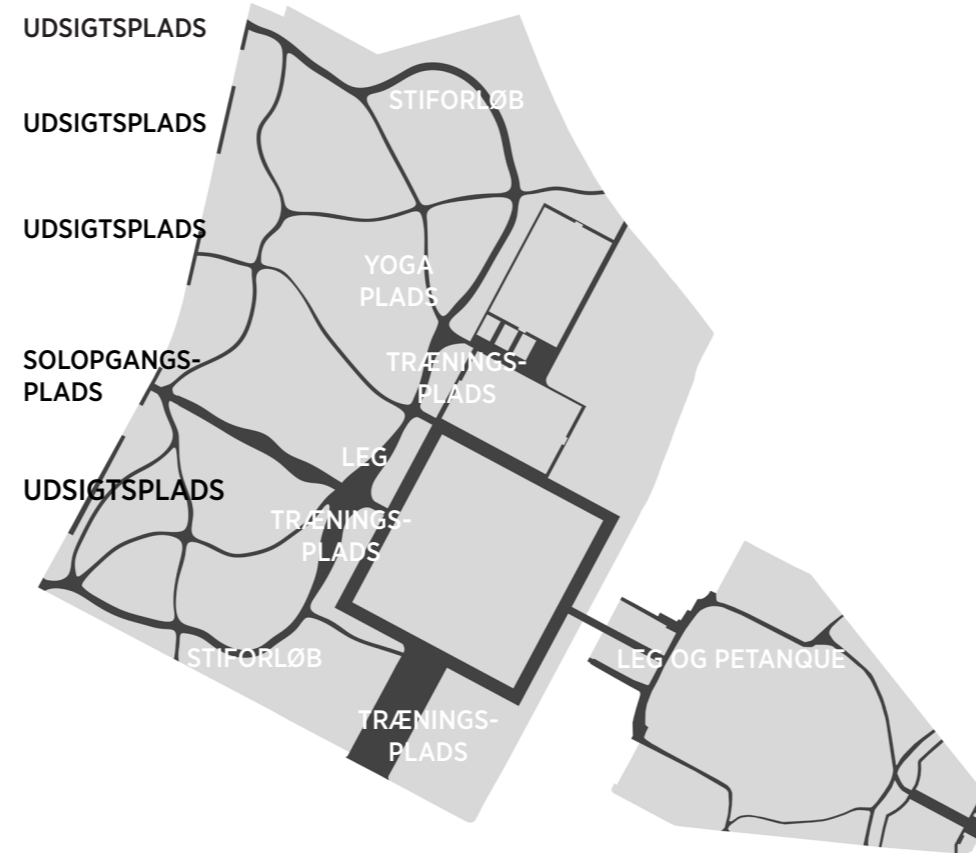 UDSIGTSPLADS
STIFORLØB
UDSIGTSPLADS
UDSIGTSPLADS
YOGA
PLADS
SOLOPGANGS-
PLADS
TRÆNINGS-
PLADS
LEG
UDSIGTSPLADS
TRÆNINGS-
PLADS
STIFORLØB
LEG OG PETANQUE
TRÆNINGS-
PLADS